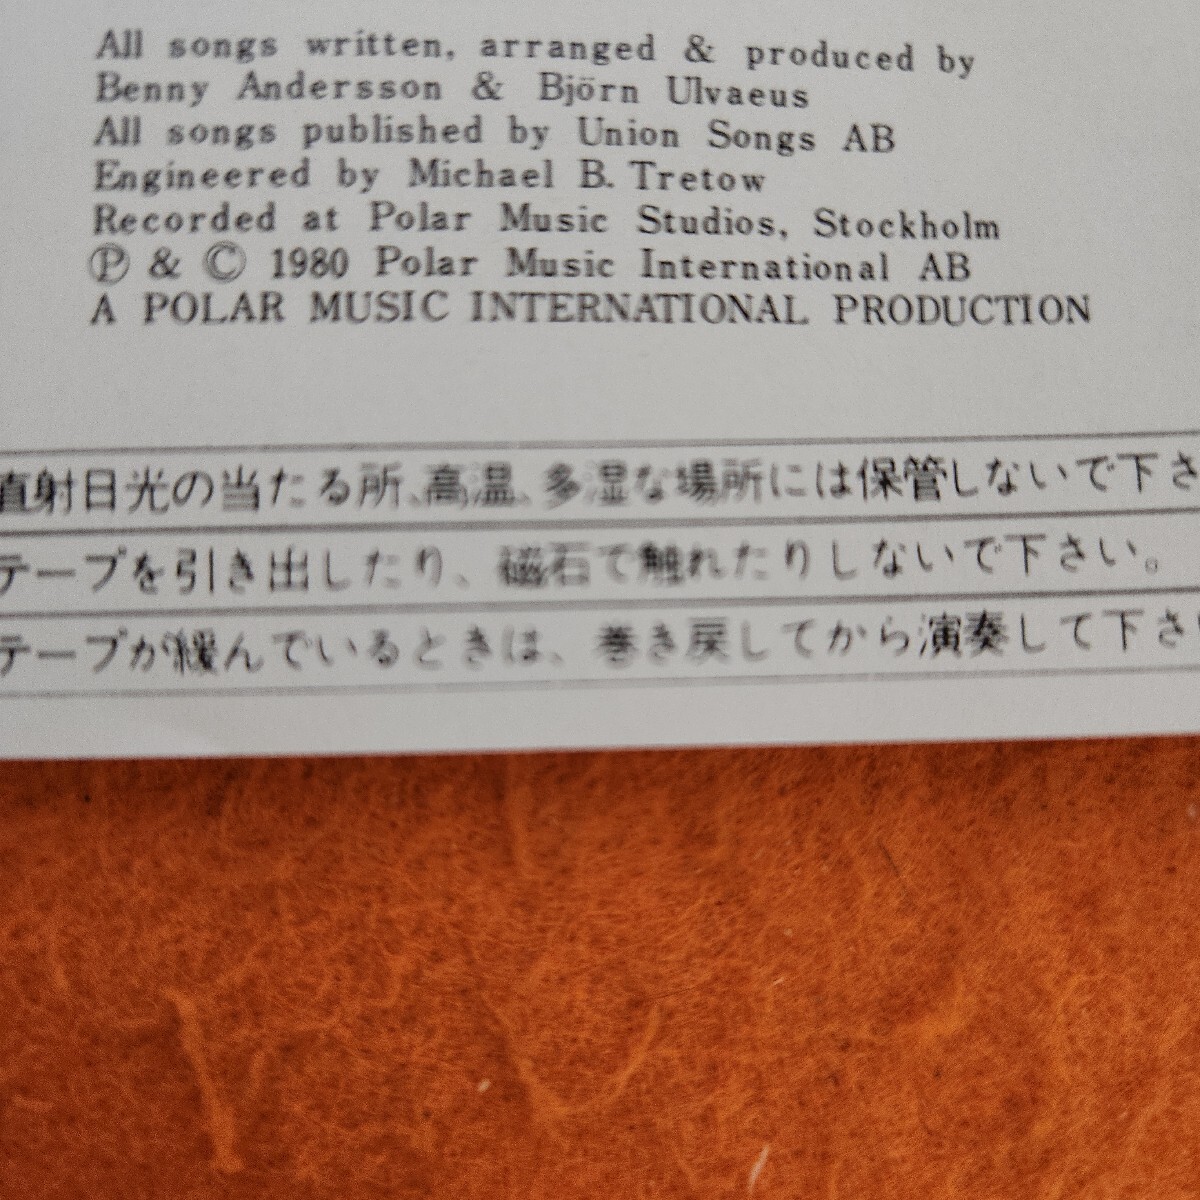 All songs written, arranged & produced by
Benny Andersson & Björn Ulvaeus
All songs published by Union Songs AB
Engineered by Michael B. Tretow
Recorded at Polar Music Studios, Stockholm
Ⓟ & Ⓒ 1980 Polar Music International AB
A POLAR MUSIC INTERNATIONAL PRODUCTION
直射日光の当たる所、高温、多湿な場所には保管しないで下さ
テープを引き出したり、磁石で触れたりしないで下さい。
テープが緩んでいるときは、巻き戻してから演奏して下さい